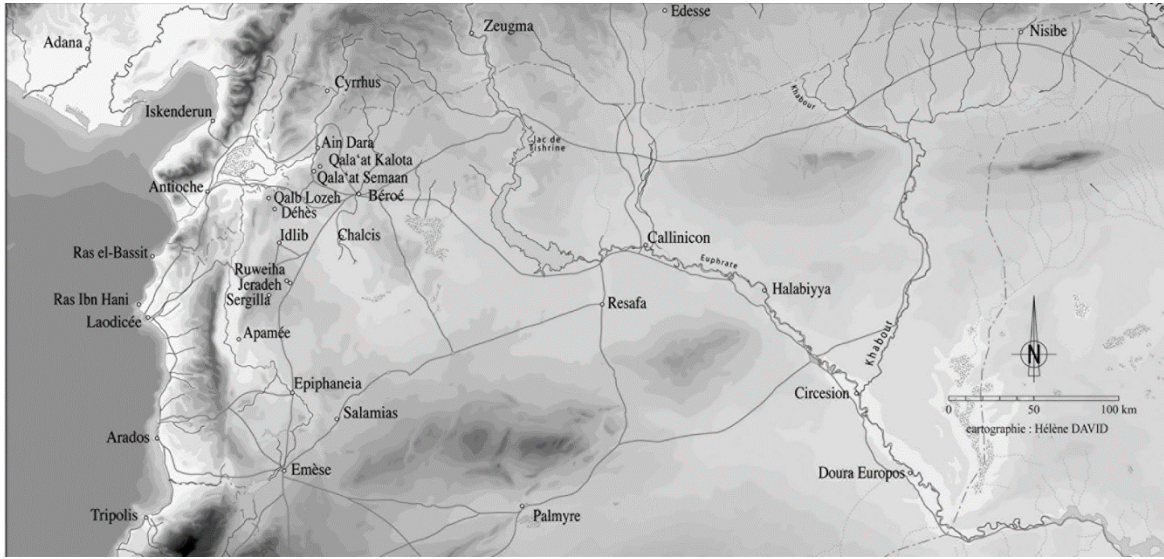 Edesse
Zeugma
Nisibe
Adana
Cyrrhus
Khabour
Iskenderun
Ain Dara
lac de
Tishrine
Qala‘at Kalota
Qala‘at Semaan
Antioche
Béroé
Qalb Lozeh
Déhès
Idlib
Chalcis
Callinicon
Ras el-Bassit
Euphrate
Ruweiha
Jeradeh
Sergilla
Halabiyya
Ras Ibn Hani
Resafa
Laodicée
Apamée
Khabour
N
Epiphaneia
Circesion
0 50 100 km
Salamias
cartographie : Hélène DAVID
Arados
Emèse
Doura Europos
Tripolis
Palmyre